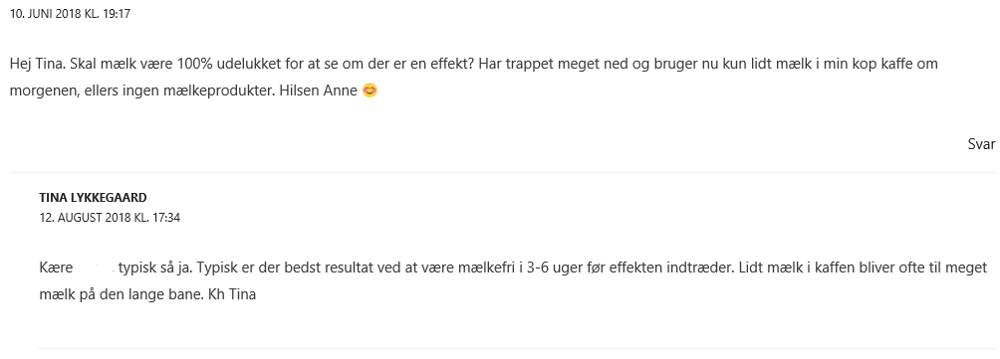 10. JUNI 2018 KL. 19:17
Hej Tina. Skal mælk være 100% udelukket for at se om der er en effekt? Har trappet meget ned og bruger nu kun lidt mælk i min kop kaffe om
morgenen, ellers ingen mælkeprodukter. Hilsen Anne 😊
Svar
TINA LYKKEGAARD
12. AUGUST 2018 KL. 17:34
Kære typisk så ja. Typisk er der bedst resultat ved at være mælkefri i 3-6 uger før effekten indtræder. Lidt mælk i kaffen bliver ofte til meget
mælk på den lange bane. Kh Tina